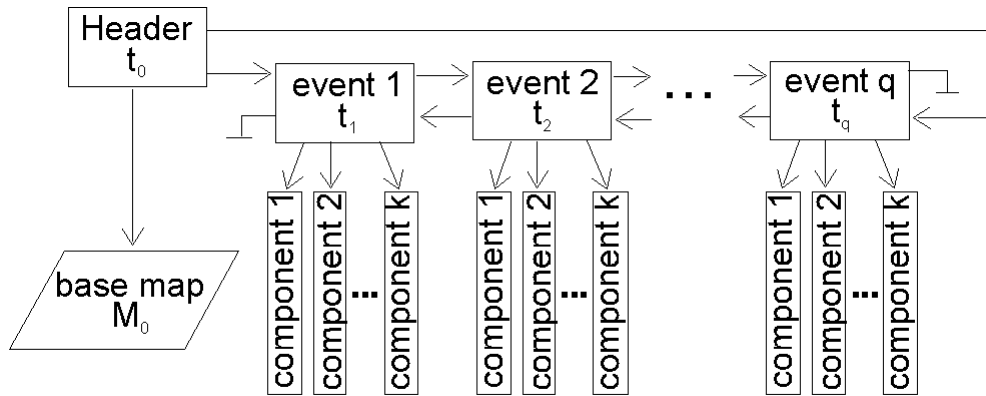 Header
t₀
event 1
t₁
event 2
t₂
...
event q
t_q
component 1
component 2
...
component k
component 1
component 2
...
component k
component 1
component 2
...
component k
base map
M₀